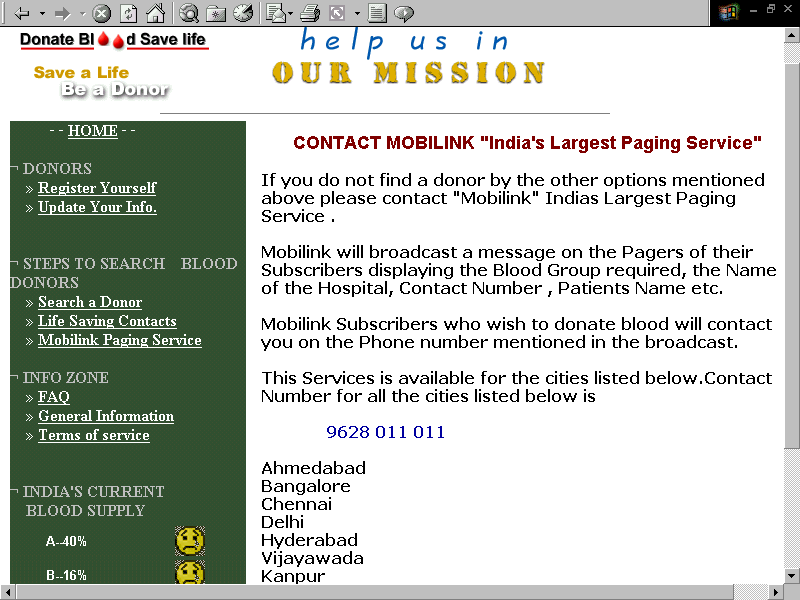 Donate Blood Save life
Save a Life
Be a Donor
help us in
OUR MISSION
- - HOME - -
¬ DONORS
» Register Yourself
» Update Your Info.
¬ STEPS TO SEARCH BLOOD
DONORS
» Search a Donor
» Life Saving Contacts
» Mobilink Paging Service
¬ INFO ZONE
» FAQ
» General Information
» Terms of service
¬ INDIA'S CURRENT
BLOOD SUPPLY
A--40%
B--16%
CONTACT MOBILINK "India's Largest Paging Service"
If you do not find a donor by the other options mentioned
above please contact "Mobilink" Indias Largest Paging
Service .
Mobilink will broadcast a message on the Pagers of their
Subscribers displaying the Blood Group required, the Name
of the Hospital, Contact Number , Patients Name etc.
Mobilink Subscribers who wish to donate blood will contact
you on the Phone number mentioned in the broadcast.
This Services is available for the cities listed below.Contact
Number for all the cities listed below is
9628 011 011
Ahmedabad
Bangalore
Chennai
Delhi
Hyderabad
Vijayawada
Kanpur